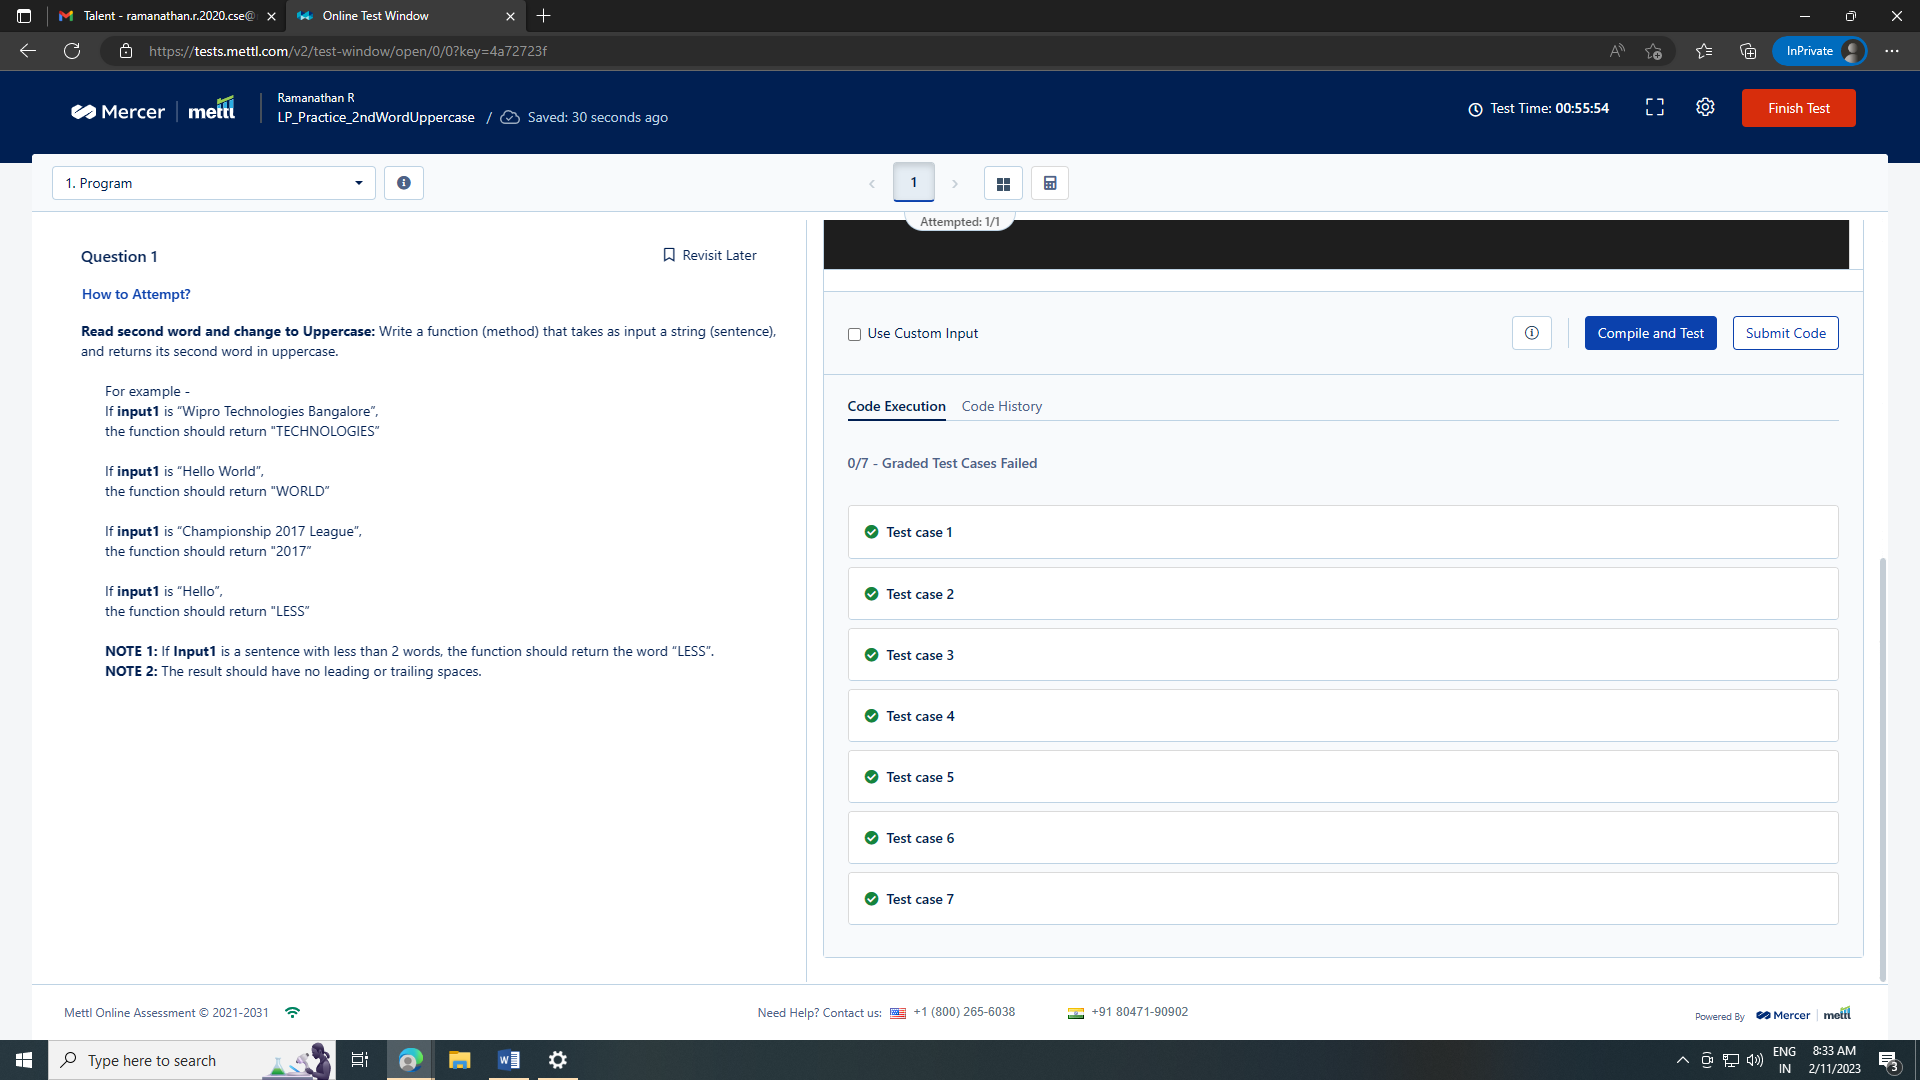 Talent - ramanathan.r.2020.cse@
Online Test Window
https://tests.mettl.com/v2/test-window/open/0/0?key=4a72723f
InPrivate
Mercer
mettl
Ramanathan R
LP_Practice_2ndWordUppercase / Saved: 30 seconds ago
Test Time: 00:55:54
Finish Test
1. Program
1
Attempted: 1/1
Question 1
Revisit Later
How to Attempt?
Read second word and change to Uppercase: Write a function (method) that takes as input a string (sentence),
and returns its second word in uppercase.
For example -
If input1 is “Wipro Technologies Bangalore”,
the function should return "TECHNOLOGIES”
If input1 is “Hello World”,
the function should return "WORLD”
If input1 is “Championship 2017 League”,
the function should return "2017”
If input1 is “Hello”,
the function should return "LESS”
NOTE 1: If Input1 is a sentence with less than 2 words, the function should return the word “LESS”.
NOTE 2: The result should have no leading or trailing spaces.
Use Custom Input
Compile and Test
Submit Code
Code Execution
Code History
0/7 - Graded Test Cases Failed
Test case 1
Test case 2
Test case 3
Test case 4
Test case 5
Test case 6
Test case 7
Mettl Online Assessment © 2021-2031
Need Help? Contact us: +1 (800) 265-6038
+91 80471-90902
Powered By Mercer mettl
Type here to search
ENG
IN
8:33 AM
2/11/2023
3